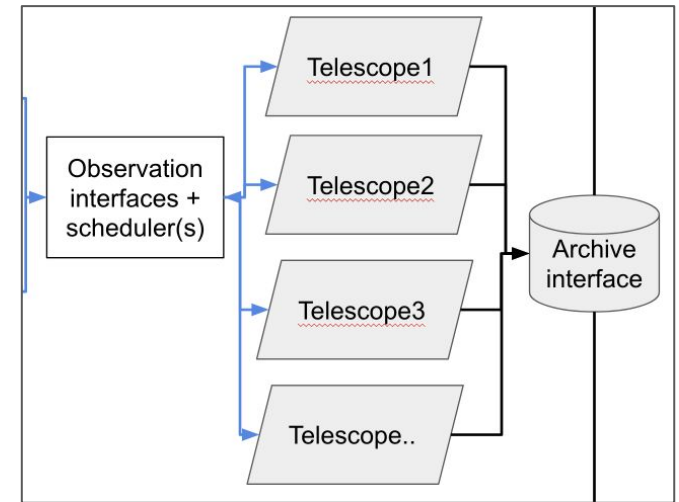 Observation
interfaces +
scheduler(s)
Telescope1
Telescope2
Telescope3
Telescope..
Archive
interface